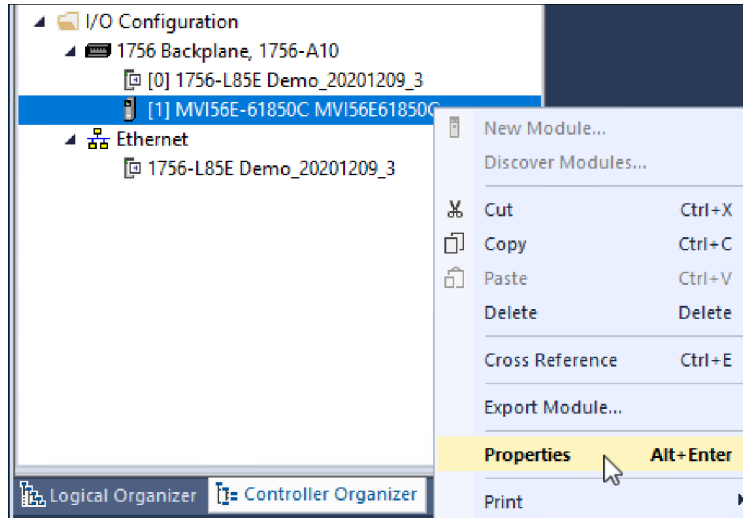 I/O Configuration
1756 Backplane, 1756-A10
[0] 1756-L85E Demo_20201209_3
[1] MVI56E-61850C MVI56E61850C
Ethernet
1756-L85E Demo_20201209_3
New Module...
Discover Modules...
Cut Ctrl+X
Copy Ctrl+C
Paste Ctrl+V
Delete Delete
Cross Reference Ctrl+E
Export Module...
Properties Alt+Enter
Print
Logical Organizer Controller Organizer